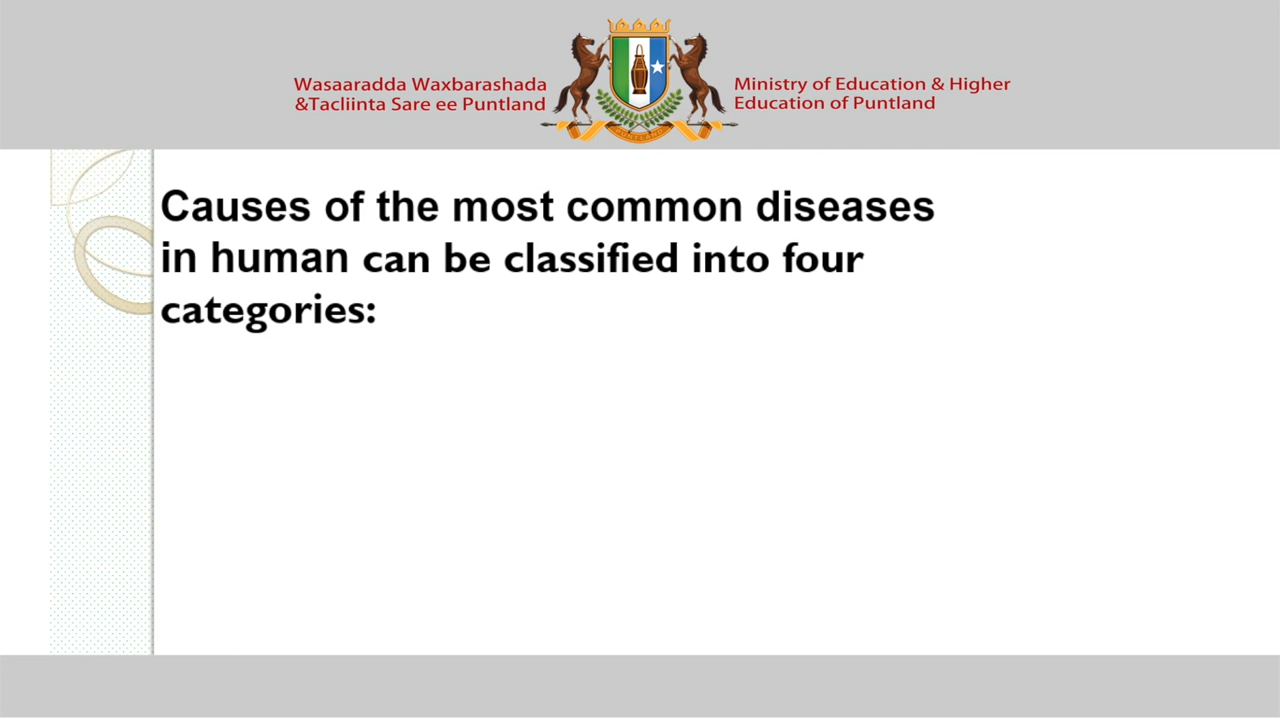 Wasaaradda Waxbarashada
&Tacliinta Sare ee Puntland
Ministry of Education & Higher
Education of Puntland
Causes of the most common diseases
in human can be classified into four
categories: